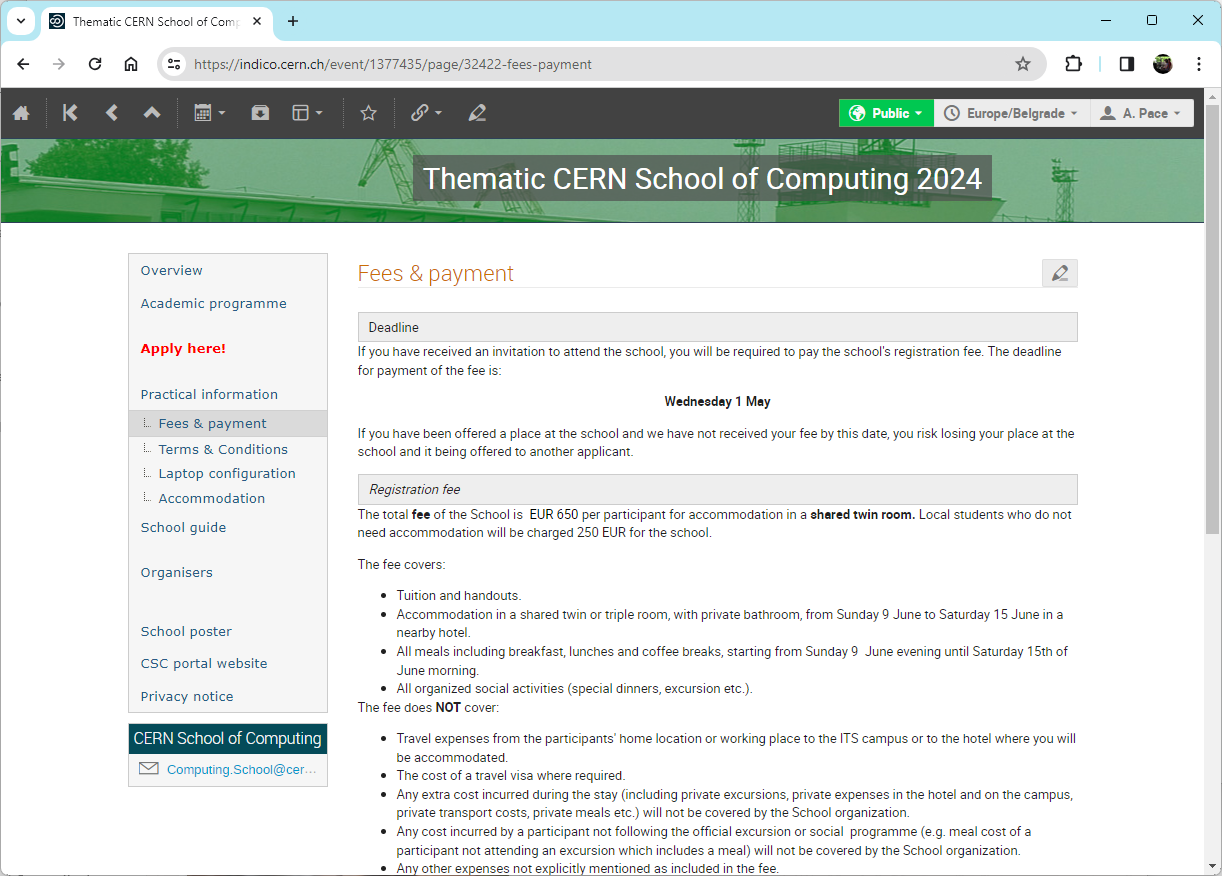 Thematic CERN School of Comp
https://indico.cern.ch/event/1377435/page/32422-fees-payment
Public
Europe/Belgrade
A. Pace
Thematic CERN School of Computing 2024
Overview
Academic programme
Apply here!
Practical information
Fees & payment
Terms & Conditions
Laptop configuration
Accommodation
School guide
Organisers
School poster
CSC portal website
Privacy notice
CERN School of Computing
Computing.School@cer...
Fees & payment
Deadline
If you have received an invitation to attend the school, you will be required to pay the school's registration fee. The deadline
for payment of the fee is:
Wednesday 1 May
If you have been offered a place at the school and we have not received your fee by this date, you risk losing your place at the
school and it being offered to another applicant.
Registration fee
The total fee of the School is  EUR 650 per participant for accommodation in a shared twin room. Local students who do not
need accommodation will be charged 250 EUR for the school.
The fee covers:
Tuition and handouts.
Accommodation in a shared twin or triple room, with private bathroom, from Sunday 9 June to Saturday 15 June in a
nearby hotel.
All meals including breakfast, lunches and coffee breaks, starting from Sunday 9  June evening until Saturday 15th of
June morning.
All organized social activities (special dinners, excursion etc.).
The fee does NOT cover:
Travel expenses from the participants' home location or working place to the ITS campus or to the hotel where you will
be accommodated.
The cost of a travel visa where required.
Any extra cost incurred during the stay (including private excursions, private expenses in the hotel and on the campus,
private transport costs, private meals etc.) will not be covered by the School organization.
Any cost incurred by a participant not following the official excursion or social  programme (e.g. meal cost of a
participant not attending an excursion which includes a meal) will not be covered by the School organization.
Any other expenses not explicitly mentioned as included in the fee.